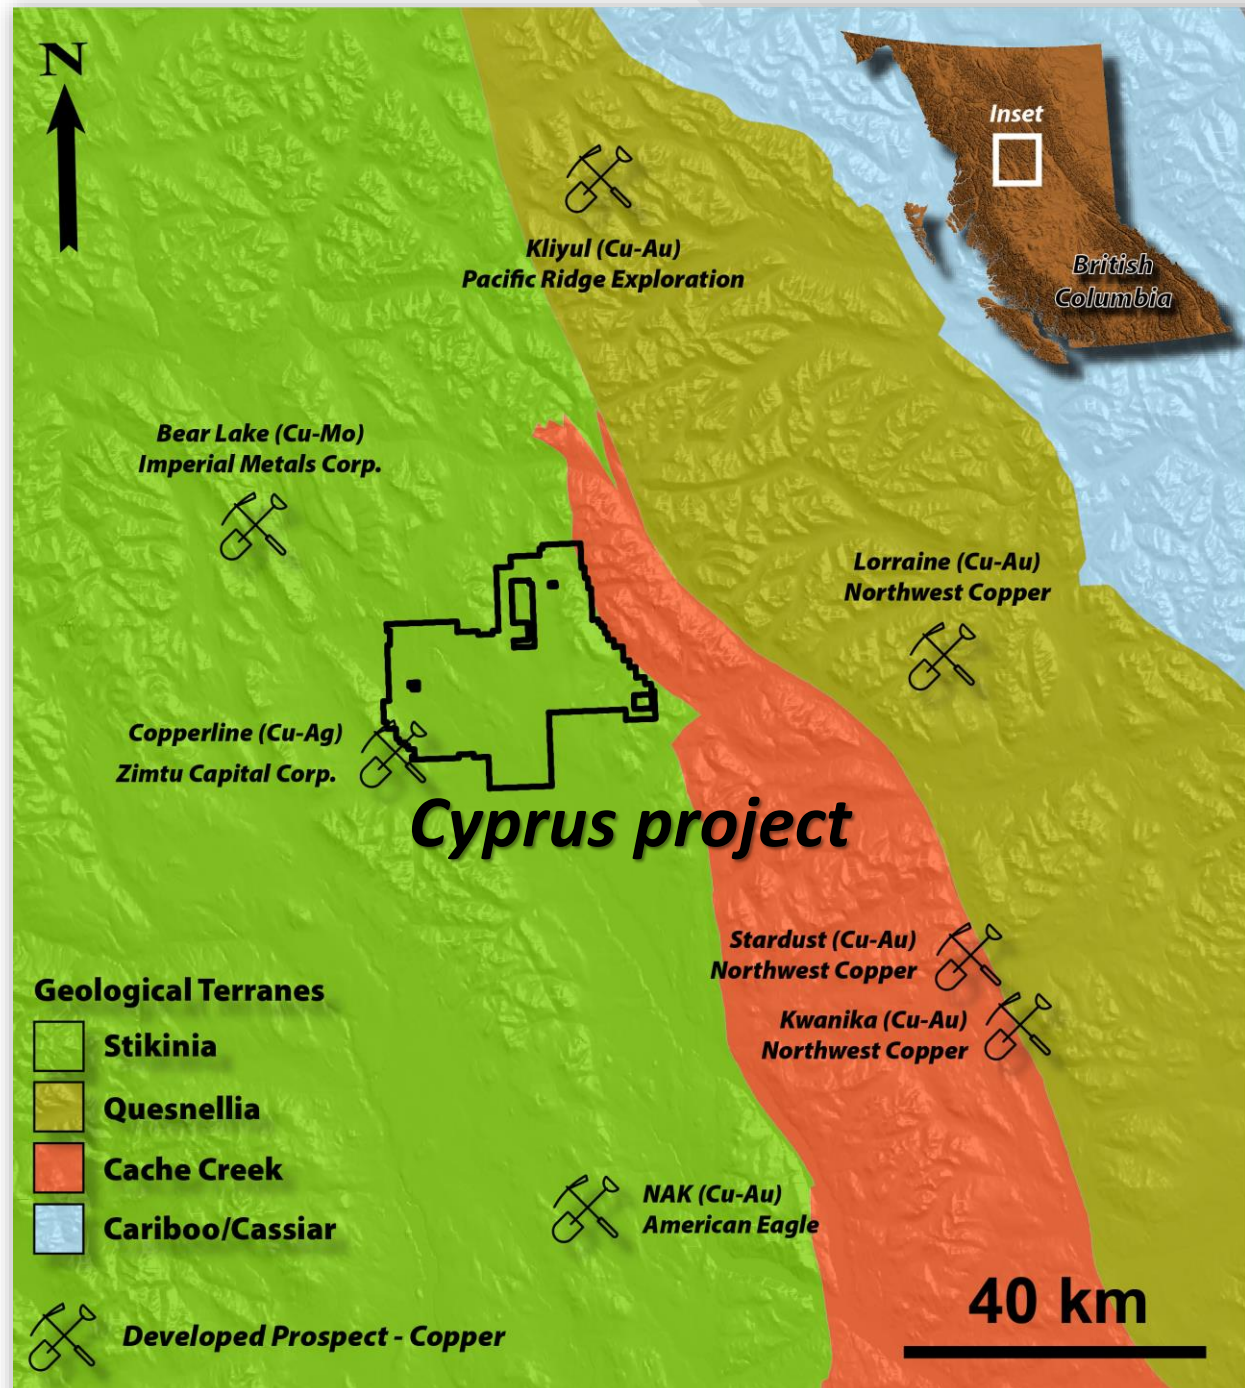 N
Inset
British
Columbia
Kliyul (Cu-Au)
Pacific Ridge Exploration
Bear Lake (Cu-Mo)
Imperial Metals Corp.
Lorraine (Cu-Au)
Northwest Copper
Copperline (Cu-Ag)
Zimtu Capital Corp.
Cyprus project
Stardust (Cu-Au)
Northwest Copper
Kwanika (Cu-Au)
Northwest Copper
NAK (Cu-Au)
American Eagle
Geological Terranes
Stikinia
Quesnellia
Cache Creek
Cariboo/Cassiar
Developed Prospect - Copper
40 km